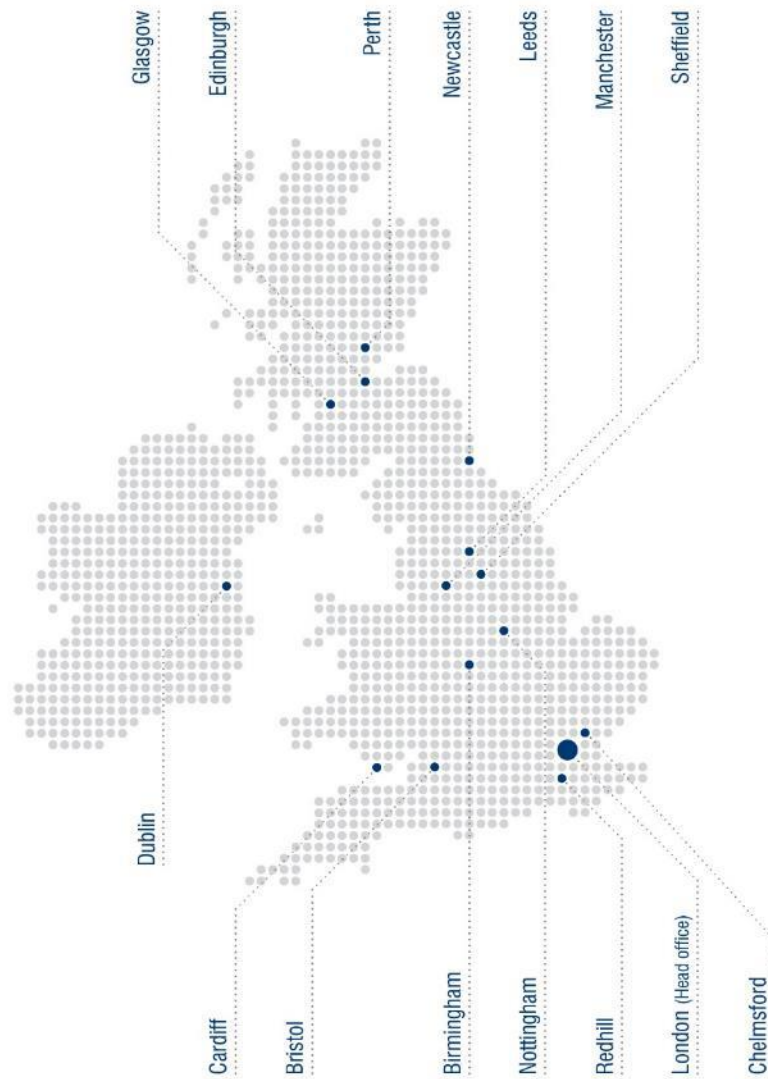 Glasgow
Edinburgh
Perth
Newcastle
Leeds
Manchester
Sheffield
Dublin
Cardiff
Bristol
Birmingham
Nottingham
Redhill
London (Head office)
Chelmsford